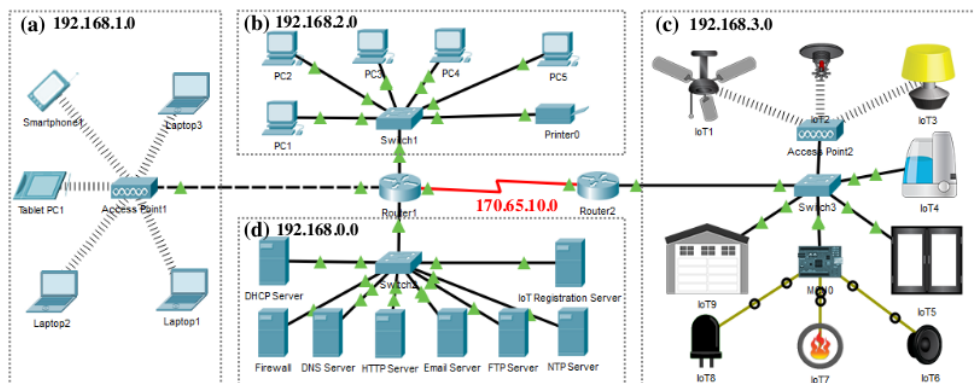 (a) 192.168.1.0
Smartphone1
Laptop3
Tablet PC1
Access Point1
Laptop2
Laptop1
(b) 192.168.2.0
PC2
PC3
PC4
PC5
PC1
Switch1
Printer0
Router1
170.65.10.0
Router2
(d) 192.168.0.0
DHCP Server
Switch2
IoT Registration Server
Firewall
DNS Server
HTTP Server
Email Server
FTP Server
NTP Server
(c) 192.168.3.0
IoT1
IoT2
IoT3
Access Point2
Switch3
IoT4
IoT9
IoT5
IoT8
IoT7
IoT6